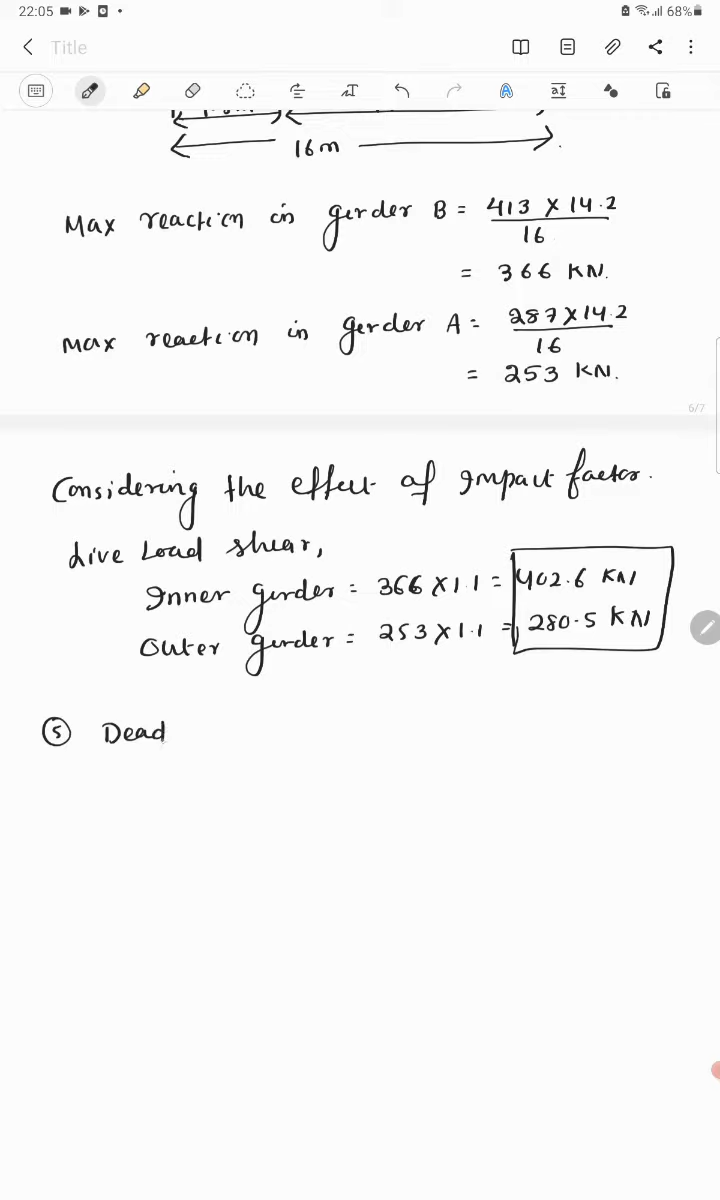 22:05 68%
Title
16m
Max reaction in girder B = 413 × 14.2
16
= 366 KN.
Max reaction in girder A = 287 × 14.2
16
= 253 KN.
6/7
Considering the effect of impact factor.
Live Load shear,
Inner girder = 366 × 1.1 = 402.6 KN
Outer girder = 253 × 1.1 = 280.5 KN
⑤ Dead